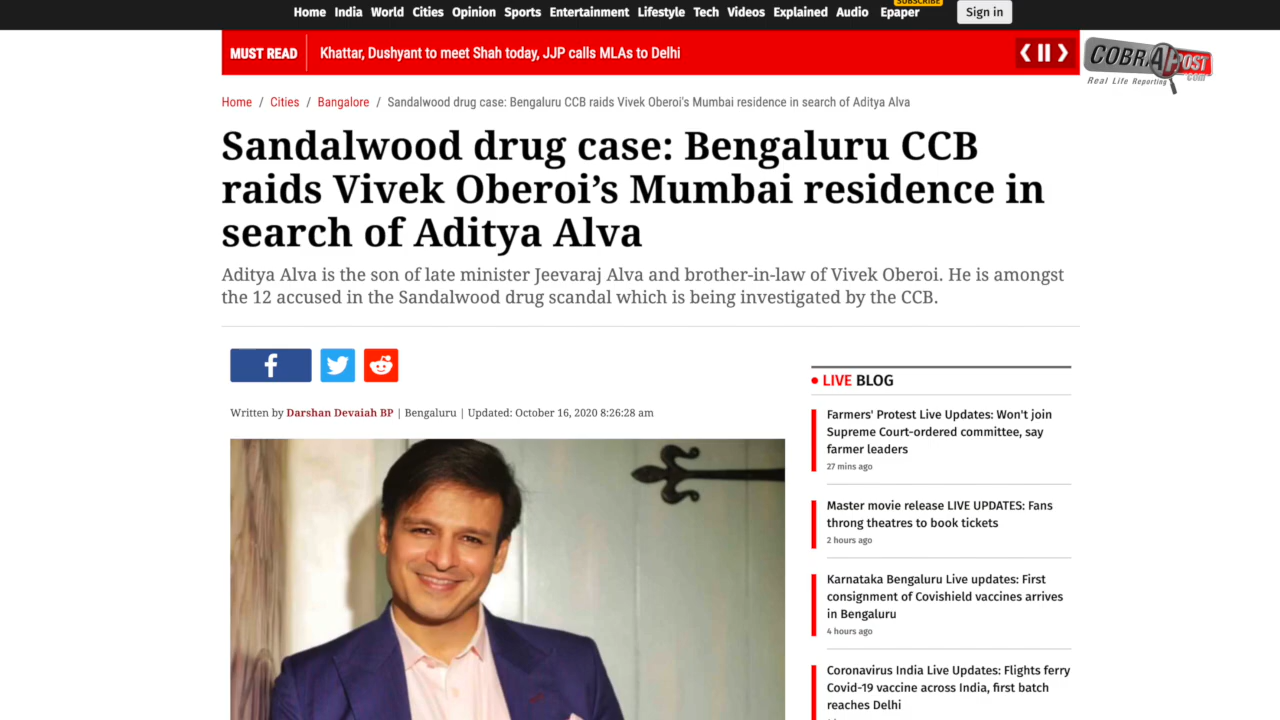 Home India World Cities Opinion Sports Entertainment Lifestyle Tech Videos Explained Audio Epaper SUBSCRIBE Sign in
MUST READ Khattar, Dushyant to meet Shah today, JJP calls MLAs to Delhi
COBRAPOST
.com
Real Life Reporting
Home / Cities / Bangalore / Sandalwood drug case: Bengaluru CCB raids Vivek Oberoi's Mumbai residence in search of Aditya Alva
Sandalwood drug case: Bengaluru CCB
raids Vivek Oberoi’s Mumbai residence in
search of Aditya Alva
Aditya Alva is the son of late minister Jeevaraj Alva and brother-in-law of Vivek Oberoi. He is amongst
the 12 accused in the Sandalwood drug scandal which is being investigated by the CCB.
Written by Darshan Devaiah BP | Bengaluru | Updated: October 16, 2020 8:26:28 am
LIVE BLOG
Farmers' Protest Live Updates: Won't join
Supreme Court-ordered committee, say
farmer leaders
27 mins ago
Master movie release LIVE UPDATES: Fans
throng theatres to book tickets
2 hours ago
Karnataka Bengaluru Live updates: First
consignment of Covishield vaccines arrives
in Bengaluru
4 hours ago
Coronavirus India Live Updates: Flights ferry
Covid-19 vaccine across India, first batch
reaches Delhi